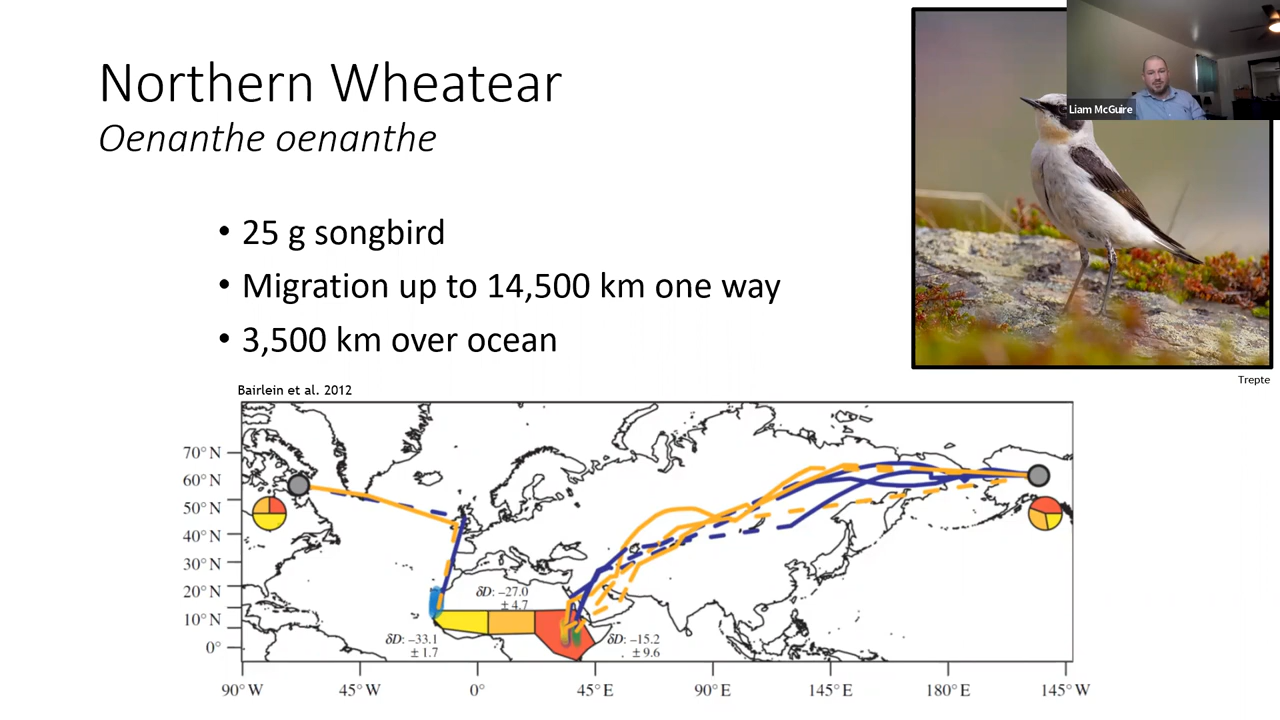 Northern Wheatear
Oenanthe oenanthe
Liam McGuire
• 25 g songbird
• Migration up to 14,500 km one way
• 3,500 km over ocean
Trepte
Bairlein et al. 2012
70° N
60° N
50° N
40° N
30° N
20° N
10° N
0°
δD: –27.0
± 4.7
δD: –33.1
± 1.7
δD: –15.2
± 9.6
90° W
45° W
0°
45° E
90° E
145° E
180° E
145° W